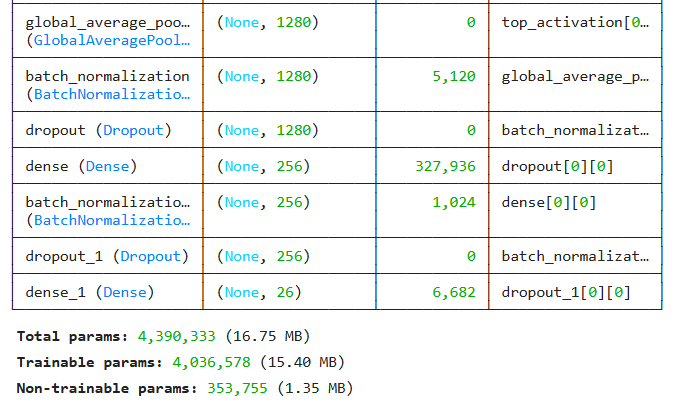 global_average_poo… (None, 1280) 0 top_activation[0…
(GlobalAveragePool…
batch_normalization (None, 1280) 5,120 global_average_p…
(BatchNormalizatio…
dropout (Dropout) (None, 1280) 0 batch_normalizat…
dense (Dense) (None, 256) 327,936 dropout[0][0]
batch_normalizatio… (None, 256) 1,024 dense[0][0]
(BatchNormalizatio…
dropout_1 (Dropout) (None, 256) 0 batch_normalizat…
dense_1 (Dense) (None, 26) 6,682 dropout_1[0][0]
Total params: 4,390,333 (16.75 MB)
Trainable params: 4,036,578 (15.40 MB)
Non-trainable params: 353,755 (1.35 MB)